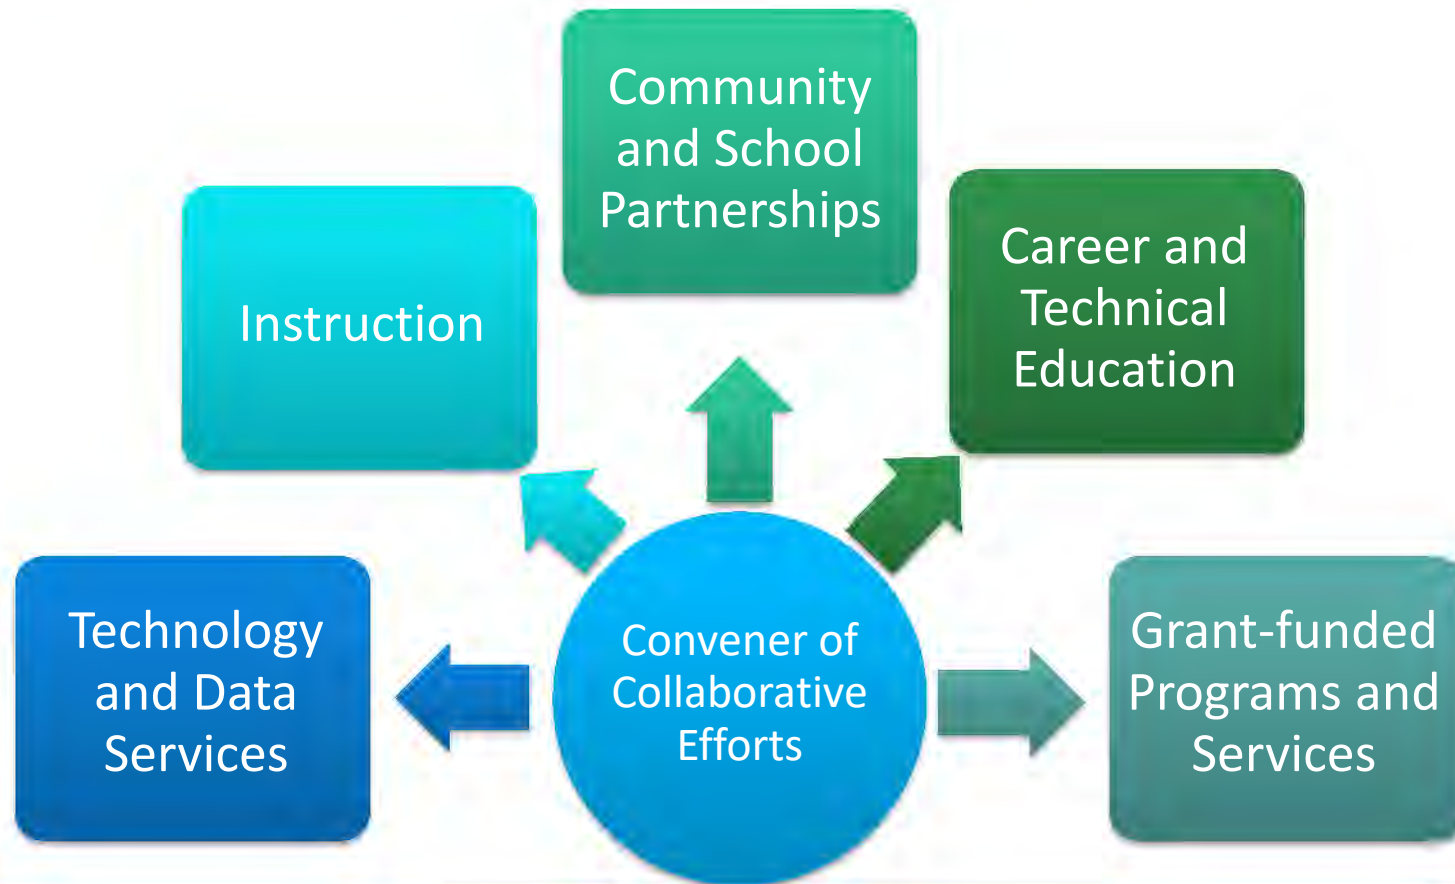 Community
and School
Partnerships
Instruction
Career and
Technical
Education
Technology
and Data
Services
Convener of
Collaborative
Efforts
Grant-funded
Programs and
Services